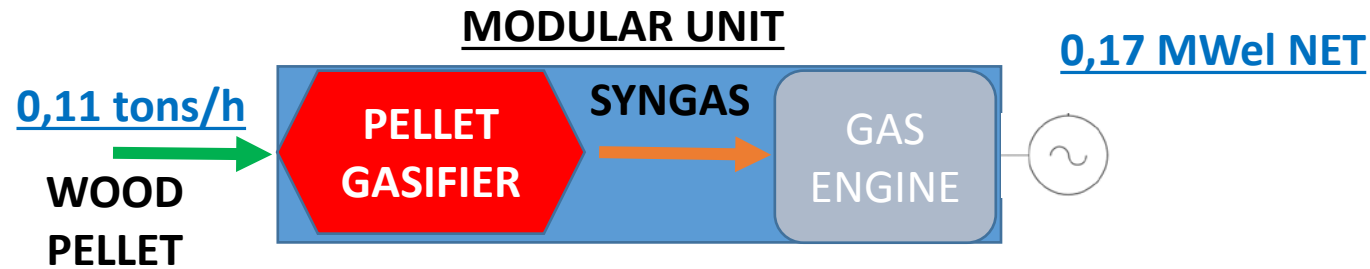 MODULAR UNIT
0,17 MWel NET
0,11 tons/h
WOOD
PELLET
PELLET
GASIFIER
SYNGAS
GAS
ENGINE